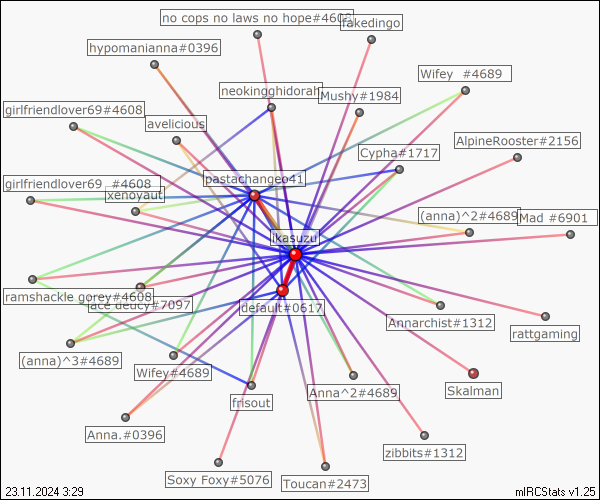 no cops no laws no hope#4608
fakedingo
hypomanianna#0396
Wifey #4689
neokingghidorah
Mushy#1984
girlfriendlover69#4608
avelicious
AlpineRooster#2156
Cypha#1717
pastachangeo41
girlfriendlover69 #4608
xenoyaut
(anna)^2#4689
Mad #6901
ikasuzu
ramshackle gorey#4608
lace deucy#7097
default#0617
Annarchist#1312
rattgaming
(anna)^3#4689
Wifey#4689
Anna^2#4689
Skalman
frisout
Anna.#0396
zibbits#1312
Soxy Foxy#5076
Toucan#2473
23.11.2024 3:29
mIRCStats v1.25